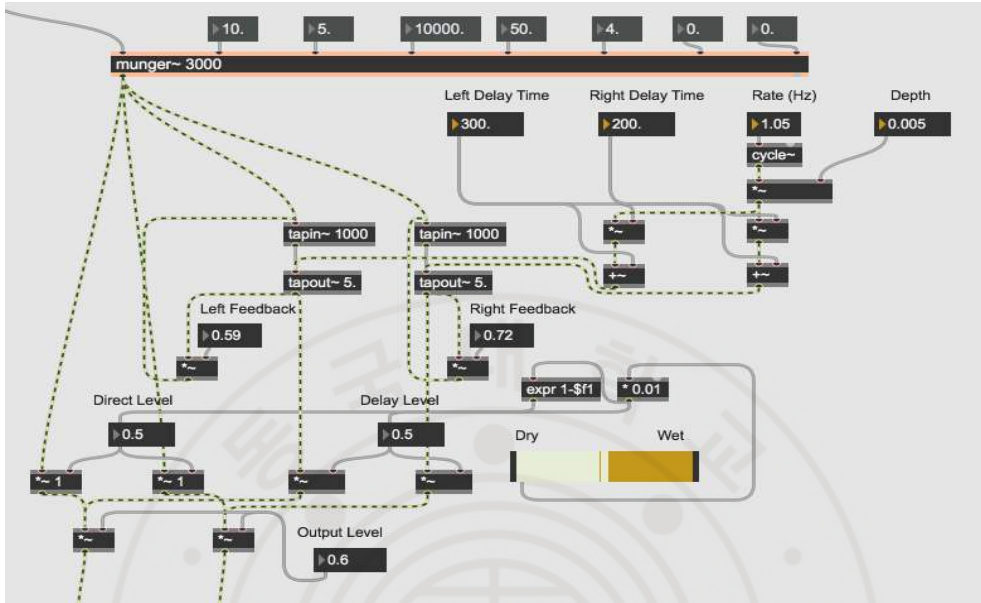 10.
5.
10000.
50.
4.
0.
0.
munger~ 3000
Left Delay Time
Right Delay Time
Rate (Hz)
Depth
300.
200.
1.05
0.005
cycle~
*~
tapin~ 1000
tapin~ 1000
*~
*~
tapout~ 5.
tapout~ 5.
+~
+~
Left Feedback
Right Feedback
0.59
0.72
*~
*~
expr 1-$f1
* 0.01
Direct Level
Delay Level
0.5
0.5
Dry
Wet
*~ 1
*~ 1
*~
*~
*~
*~
Output Level
0.6